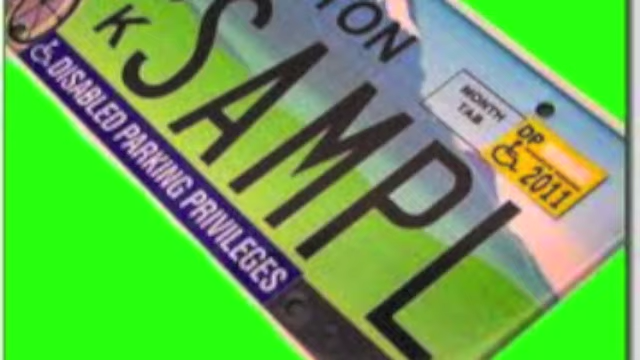 TON
K
SAMPL
MONTH
TAB
DP
2011
DISABLED PARKING PRIVILEGES